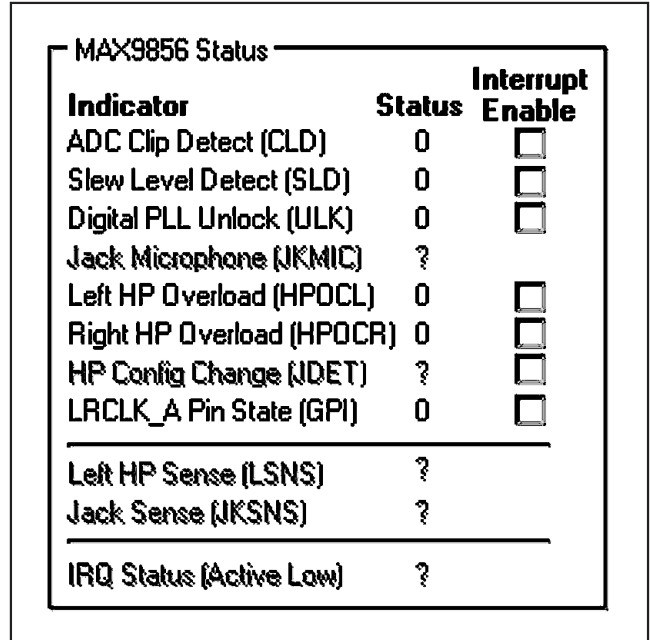 MAX9856 Status
Indicator Status Interrupt Enable
ADC Clip Detect (CLD) 0
Slew Level Detect (SLD) 0
Digital PLL Unlock (ULK) 0
Jack Microphone (JKMIC) ?
Left HP Overload (HPOCL) 0
Right HP Overload (HPOCR) 0
HP Config Change (JDET) ?
LRCLK_A Pin State (GPI) 0
Left HP Sense (LSNS) ?
Jack Sense (JKSNS) ?
IRQ Status (Active Low) ?